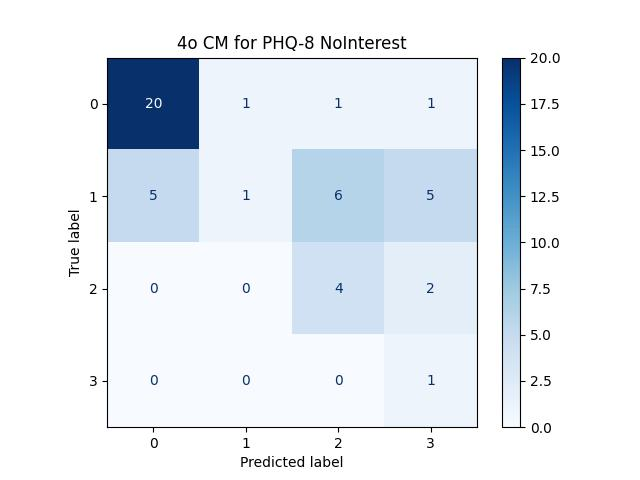 4o CM for PHQ-8 NoInterest
20.0
0 20 1 1 1
17.5
15.0
1 5 1 6 5
12.5
True label
10.0
2 0 0 4 2
7.5
5.0
3 0 0 0 1
2.5
0.0
0 1 2 3
Predicted label